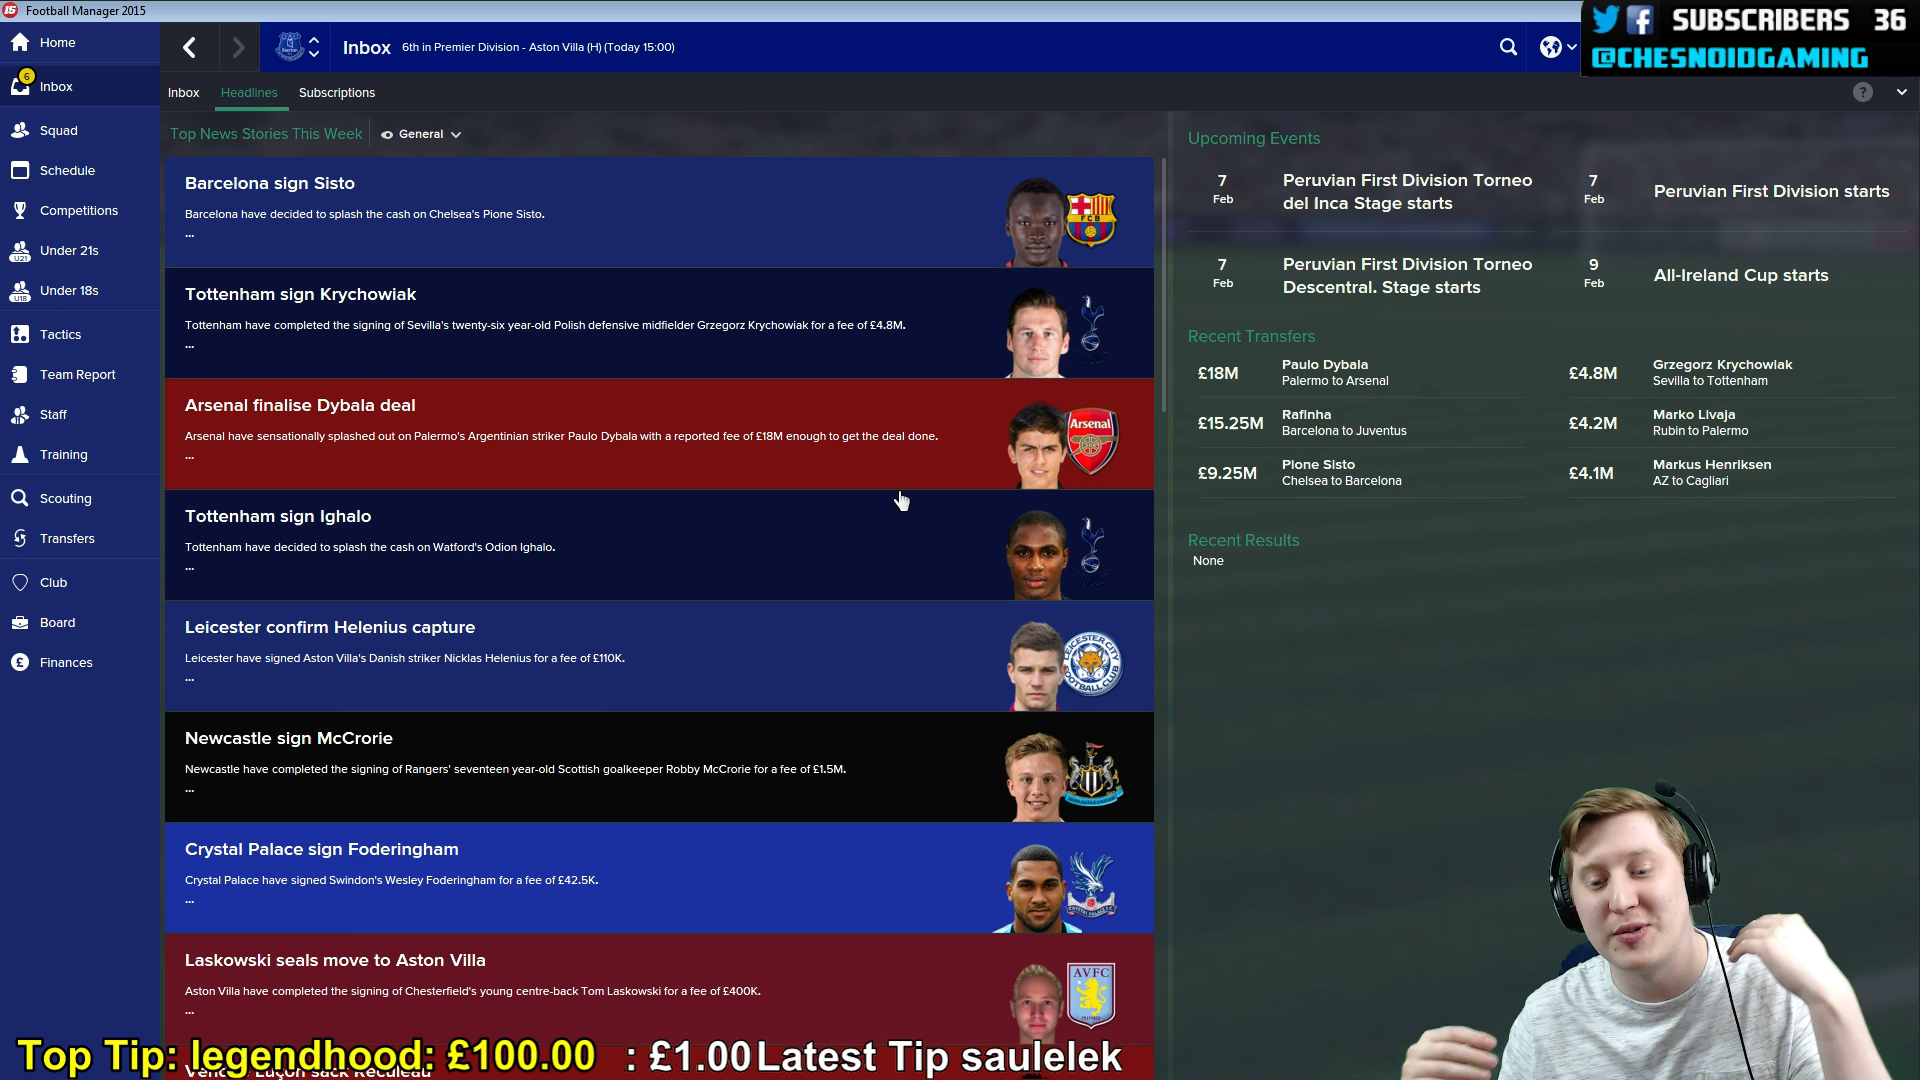 Football Manager 2015
SUBSCRIBERS 36
@CHESNOIDGAMING
Home
6
Inbox
Squad
Schedule
Competitions
U21
Under 21s
U18
Under 18s
Tactics
Team Report
Staff
Training
Scouting
Transfers
Club
Board
Finances
Inbox 6th in Premier Division - Aston Villa (H) (Today 15:00)
Inbox Headlines Subscriptions
Top News Stories This Week General
Barcelona sign Sisto
Barcelona have decided to splash the cash on Chelsea's Pione Sisto.
...
FCB
Tottenham sign Krychowiak
Tottenham have completed the signing of Sevilla's twenty-six year-old Polish defensive midfielder Grzegorz Krychowiak for a fee of £4.8M.
...
Arsenal finalise Dybala deal
Arsenal have sensationally splashed out on Palermo's Argentinian striker Paulo Dybala with a reported fee of £18M enough to get the deal done.
...
Arsenal
Tottenham sign Ighalo
Tottenham have decided to splash the cash on Watford's Odion Ighalo.
...
Leicester confirm Helenius capture
Leicester have signed Aston Villa's Danish striker Nicklas Helenius for a fee of £110K.
...
LEICESTER CITY FOOTBALL CLUB
Newcastle sign McCrorie
Newcastle have completed the signing of Rangers' seventeen year-old Scottish goalkeeper Robby McCrorie for a fee of £1.5M.
...
Crystal Palace sign Foderingham
Crystal Palace have signed Swindon's Wesley Foderingham for a fee of £42.5K.
...
Laskowski seals move to Aston Villa
Aston Villa have completed the signing of Chesterfield's young centre-back Tom Laskowski for a fee of £400K.
...
AVFC
Upcoming Events
7 Feb
Peruvian First Division Torneo
del Inca Stage starts
7 Feb
Peruvian First Division starts
7 Feb
Peruvian First Division Torneo
Descentral. Stage starts
9 Feb
All-Ireland Cup starts
Recent Transfers
£18M
Paulo Dybala
Palermo to Arsenal
£4.8M
Grzegorz Krychowiak
Sevilla to Tottenham
£15.25M
Rafinha
Barcelona to Juventus
£4.2M
Marko Livaja
Rubin to Palermo
£9.25M
Pione Sisto
Chelsea to Barcelona
£4.1M
Markus Henriksen
AZ to Cagliari
Recent Results
None
Top Tip: legendhood: £100.00 : £1.00 Latest Tip saulelek